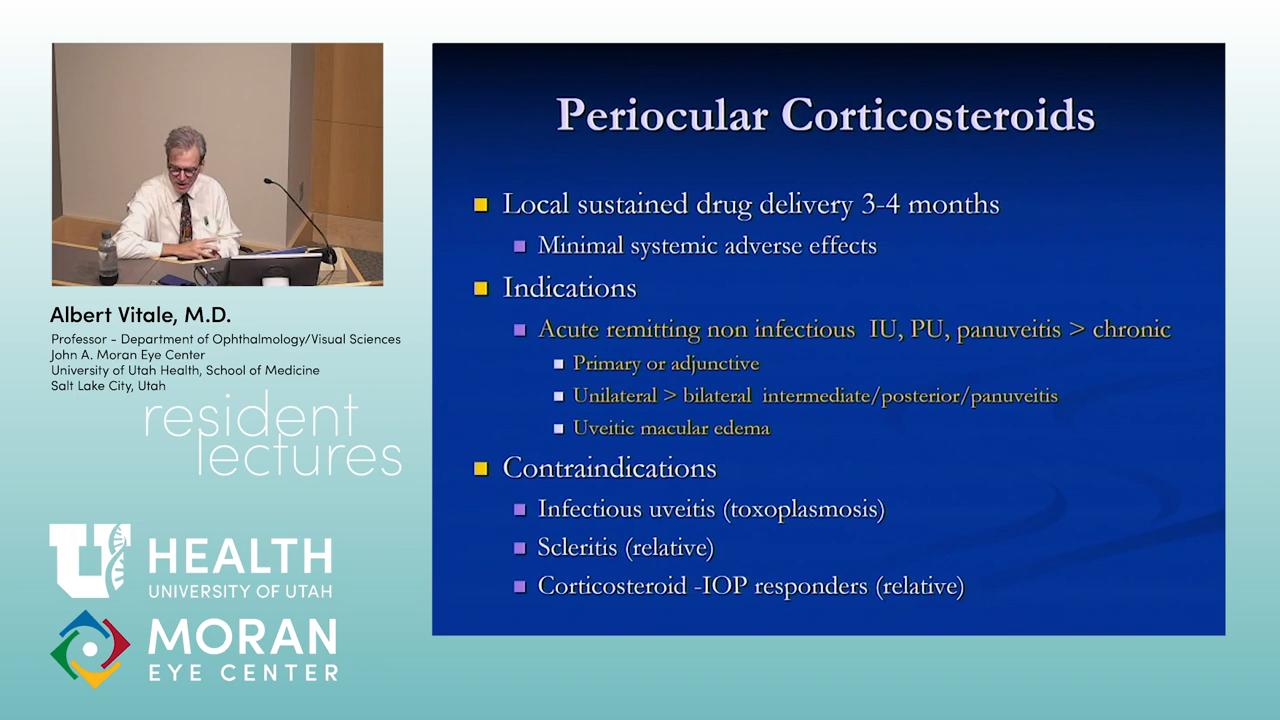 Albert Vitale, M.D.
Professor - Department of Ophthalmology/Visual Sciences
John A. Moran Eye Center
University of Utah Health, School of Medicine
Salt Lake City, Utah
resident
lectures
U HEALTH
UNIVERSITY OF UTAH
MORAN
EYE CENTER
Periocular Corticosteroids
Local sustained drug delivery 3-4 months
Minimal systemic adverse effects
Indications
Acute remitting non infectious IU, PU, panuveitis > chronic
Primary or adjunctive
Unilateral > bilateral intermediate/posterior/panuveitis
Uveitic macular edema
Contraindications
Infectious uveitis (toxoplasmosis)
Scleritis (relative)
Corticosteroid -IOP responders (relative)